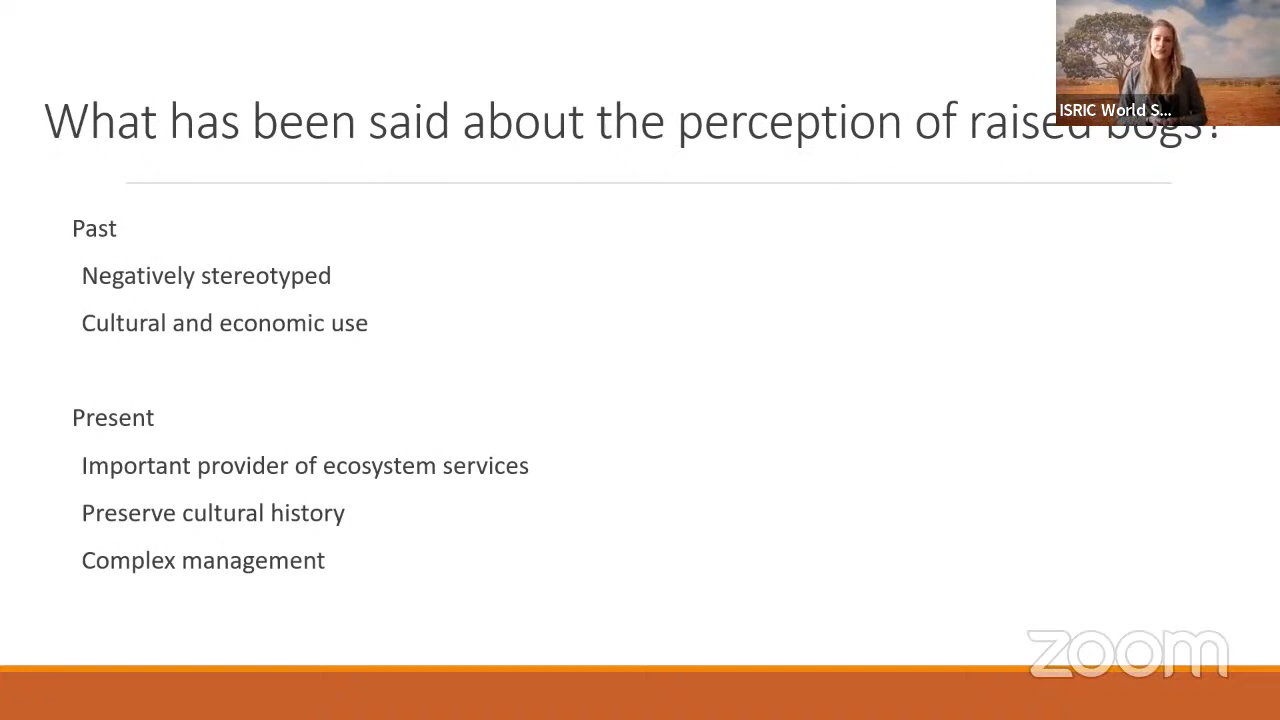 What has been said about the perception of raised bogs?
ISRIC World S...
Past
Negatively stereotyped
Cultural and economic use
Present
Important provider of ecosystem services
Preserve cultural history
Complex management
zoom